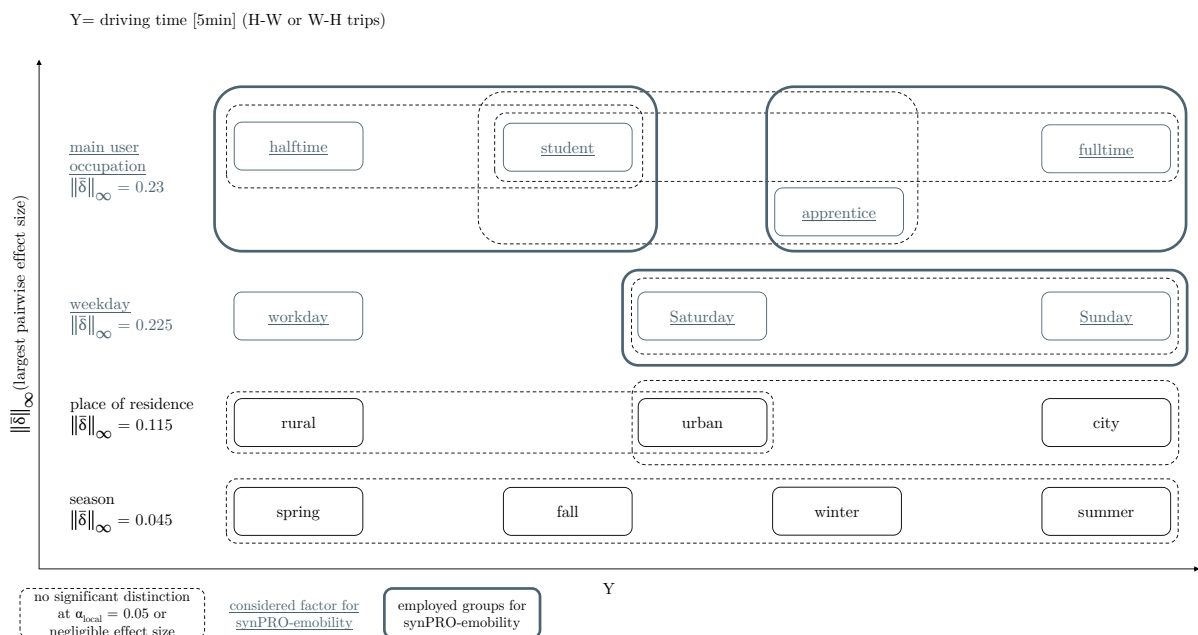 Y= driving time [5min] (H-W or W-H trips)
‖δ̄‖∞(largest pairwise effect size)
main user
occupation
‖δ̄‖∞ = 0.23
halftime
student
fulltime
apprentice
weekday
‖δ̄‖∞ = 0.225
workday
Saturday
Sunday
place of residence
‖δ̄‖∞ = 0.115
rural
urban
city
season
‖δ̄‖∞ = 0.045
spring
fall
winter
summer
Y
no significant distinction
at αlocal = 0.05 or
negligible effect size
considered factor for
synPRO-emobility
employed groups for
synPRO-emobility